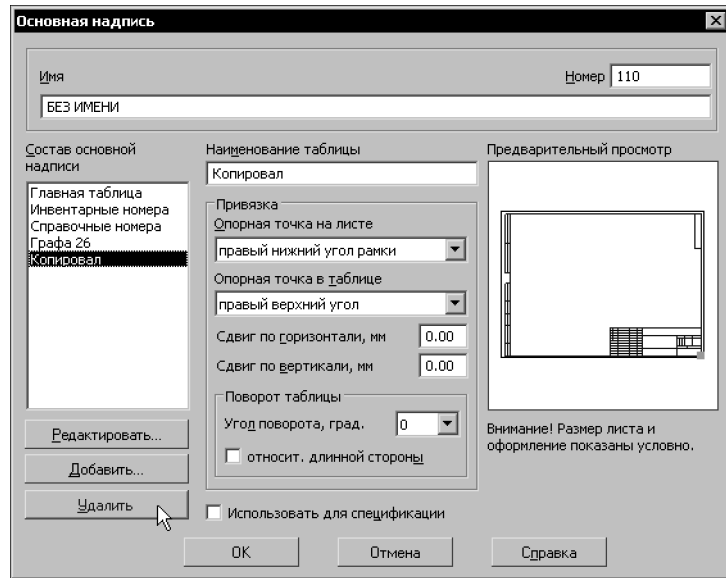 Основная надпись
Имя
Номер 110
БЕЗ ИМЕНИ
Состав основной
надписи
Главная таблица
Инвентарные номера
Справочные номера
Графа 26
Копировал
Редактировать...
Добавить...
Удалить
Наименование таблицы
Копировал
Привязка
Опорная точка на листе
правый нижний угол рамки
Опорная точка в таблице
правый верхний угол
Сдвиг по горизонтали, мм 0.00
Сдвиг по вертикали, мм 0.00
Поворот таблицы
Угол поворота, град. 0
относит. длинной стороны
Использовать для спецификации
Предварительный просмотр
Внимание! Размер листа и
оформление показаны условно.
OK
Отмена
Справка